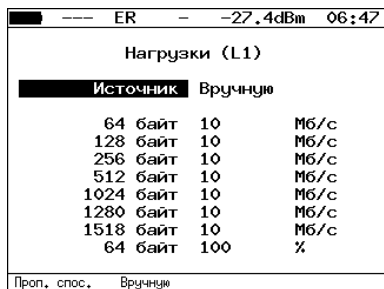 --- ER - -27.4dBm 06:47
Нагрузки (L1)
Источник Вручную
64 байт 10 Мб/с
128 байт 10 Мб/с
256 байт 10 Мб/с
512 байт 10 Мб/с
1024 байт 10 Мб/с
1280 байт 10 Мб/с
1518 байт 10 Мб/с
64 байт 100 %
Проп. спос. Вручную